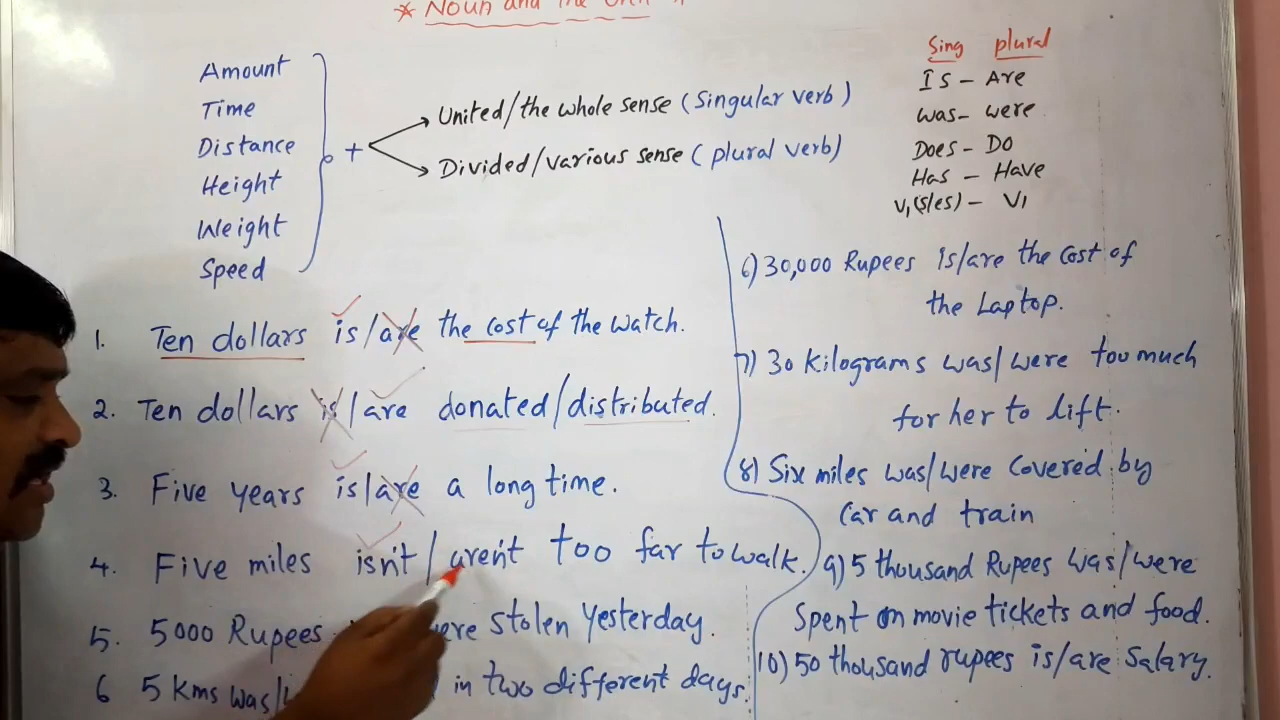 * Noun and the
Amount
Time
Distance
Height
Weight
Speed
+
United/the whole sense (singular verb)
Divided/various sense (plural verb)
Sing plural
Is - Are
was - were
Does - Do
Has - Have
V₁(s/es) - V₁
1. Ten dollars is/are the cost of the watch.
2. Ten dollars is/are donated/distributed.
3. Five years is/are a long time.
4. Five miles isn't/aren't too far to walk.
5. 5000 Rupees ere stolen yesterday.
6 5 kms was/ in two different days.
6) 30,000 Rupees is/are the cost of
the Laptop.
7) 30 kilograms was/were too much
for her to lift.
8) Six miles was/were covered by
Car and train
9) 5 thousand Rupees was/were
spent on movie tickets and food.
10) 50 thousand rupees is/are salary.